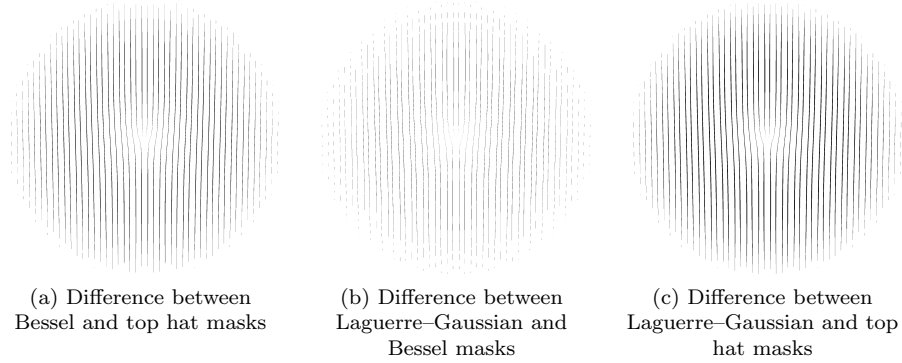 (a) Difference between
Bessel and top hat masks
(b) Difference between
Laguerre–Gaussian and
Bessel masks
(c) Difference between
Laguerre–Gaussian and top
hat masks